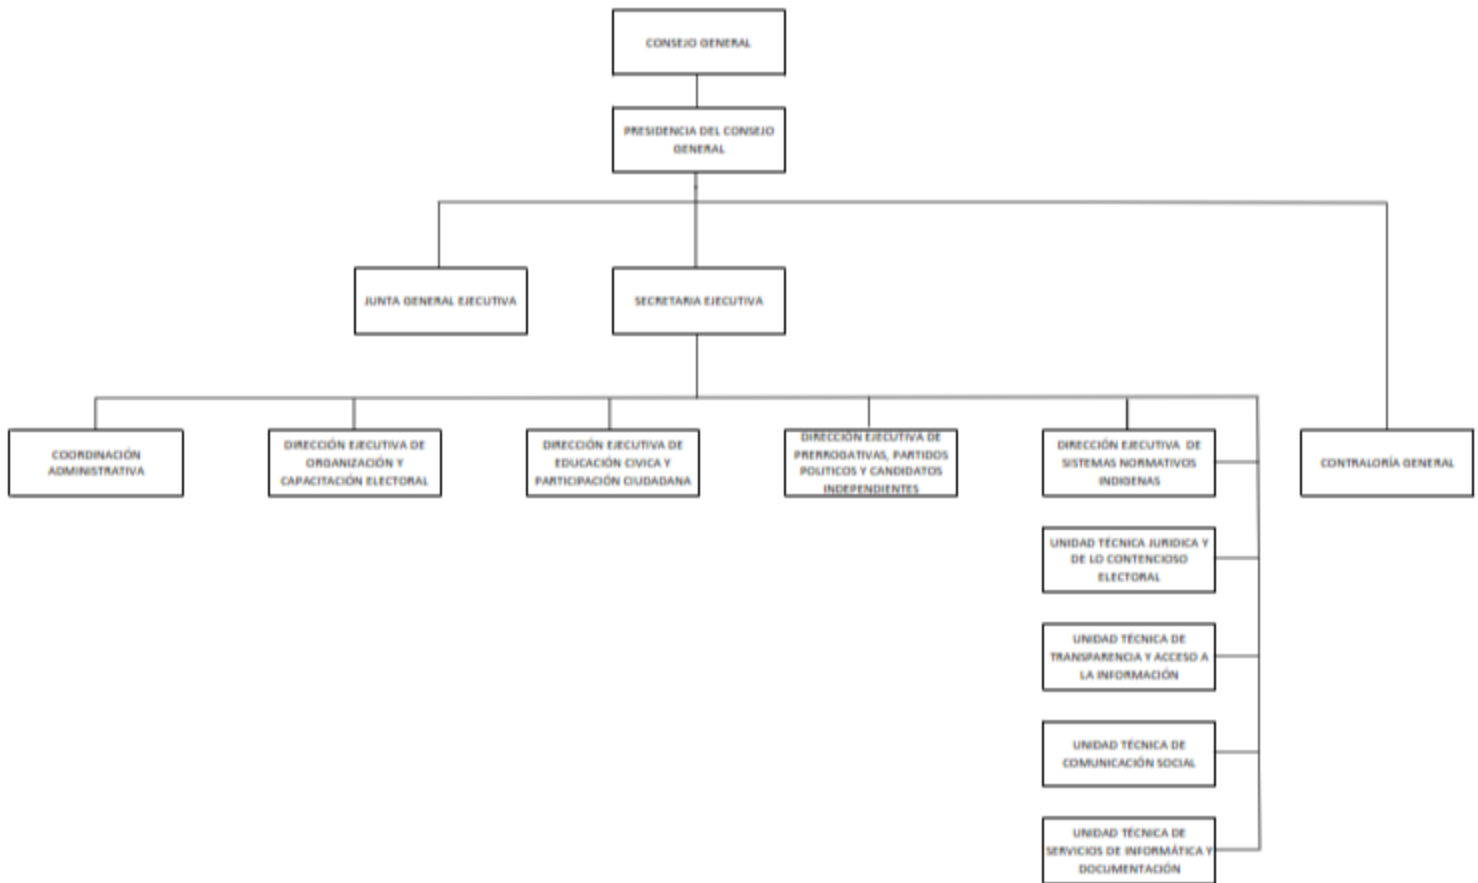 CONSEJO GENERAL
PRESIDENCIA DEL CONSEJO
GENERAL
JUNTA GENERAL EJECUTIVA
SECRETARIA EJECUTIVA
COORDINACIÓN
ADMINISTRATIVA
DIRECCIÓN EJECUTIVA DE
ORGANIZACIÓN Y
CAPACITACIÓN ELECTORAL
DIRECCIÓN EJECUTIVA DE
EDUCACIÓN CIVICA Y
PARTICIPACIÓN CIUDADANA
DIRECCIÓN EJECUTIVA DE
PRERROGATIVAS, PARTIDOS
POLITICOS Y CANDIDATOS
INDEPENDIENTES
DIRECCIÓN EJECUTIVA DE
SISTEMAS NORMATIVOS
INDIGENAS
CONTRALORÍA GENERAL
UNIDAD TÉCNICA JURIDICA Y
DE LO CONTENCIOSO
ELECTORAL
UNIDAD TÉCNICA DE
TRANSPARENCIA Y ACCESO A
LA INFORMACIÓN
UNIDAD TÉCNICA DE
COMUNICACIÓN SOCIAL
UNIDAD TÉCNICA DE
SERVICIOS DE INFORMÁTICA Y
DOCUMENTACIÓN